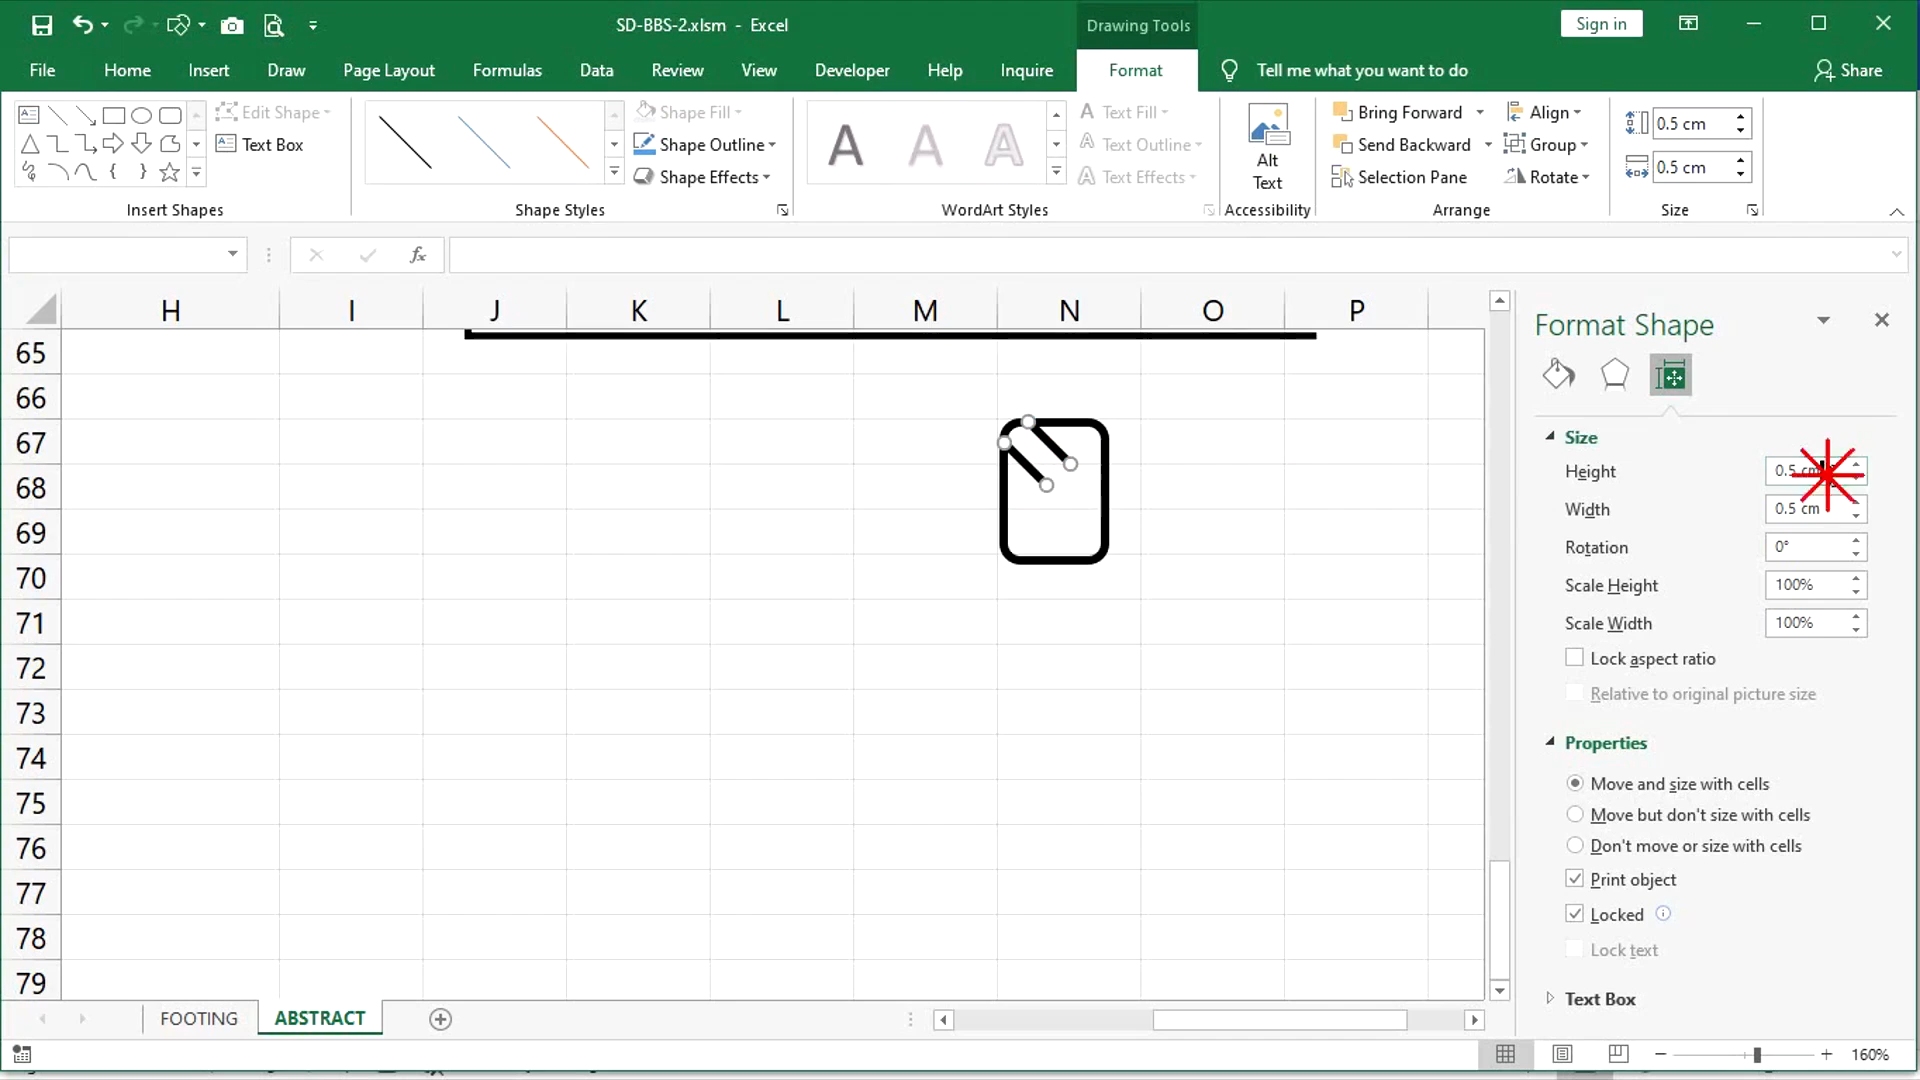 SD-BBS-2.xlsm - Excel
Drawing Tools
Sign in
File Home Insert Draw Page Layout Formulas Data Review View Developer Help Inquire Format Tell me what you want to do Share
Edit Shape
Text Box
Insert Shapes
Shape Fill
Shape Outline
Shape Effects
Shape Styles
A A A
A Text Fill
A Text Outline
A Text Effects
WordArt Styles
Alt
Text
Accessibility
Bring Forward
Send Backward
Selection Pane
Align
Group
Rotate
Arrange
0.5 cm
0.5 cm
Size
fx
H I J K L M N O P
65
66
67
68
69
70
71
72
73
74
75
76
77
78
79
Format Shape
Size
Height 0.5 cm
Width 0.5 cm
Rotation 0°
Scale Height 100%
Scale Width 100%
Lock aspect ratio
Relative to original picture size
Properties
Move and size with cells
Move but don't size with cells
Don't move or size with cells
Print object
Locked
Lock text
Text Box
FOOTING ABSTRACT
160%